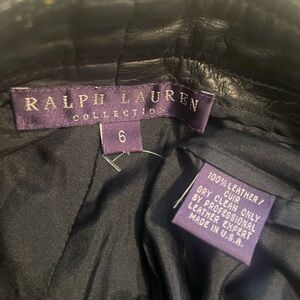 RALPH LAUREN
COLLECTION
6
100% LEATHER/
CUIR
DRY CLEAN ONLY
BY PROFESSIONAL
LEATHER EXPERT
MADE IN U.S.A.